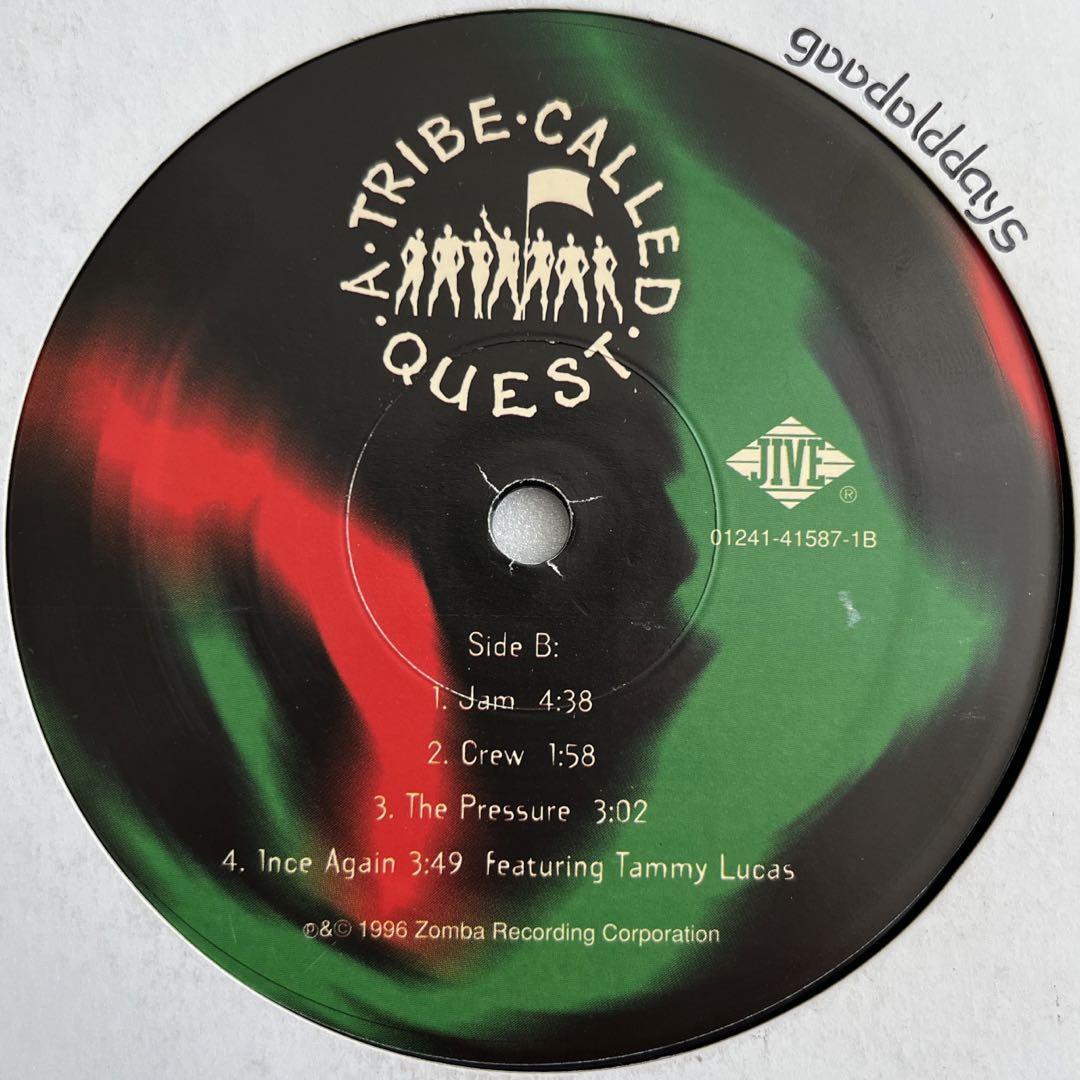 goodolddays
A·TRIBE·CALLED·QUEST·
JIVE
®
01241-41587-1B
Side B:
1. Jam 4:38
2. Crew 1:58
3. The Pressure 3:02
4. 1nce Again 3:49 featuring Tammy Lucas
℗&© 1996 Zomba Recording Corporation